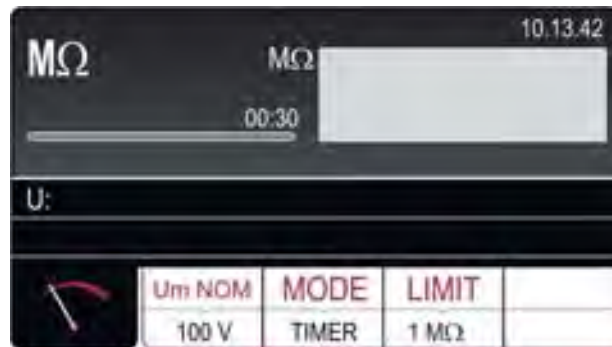 10.13.42
MΩ MΩ
00:30
U:
Um NOM MODE LIMIT
100 V TIMER 1 MΩ